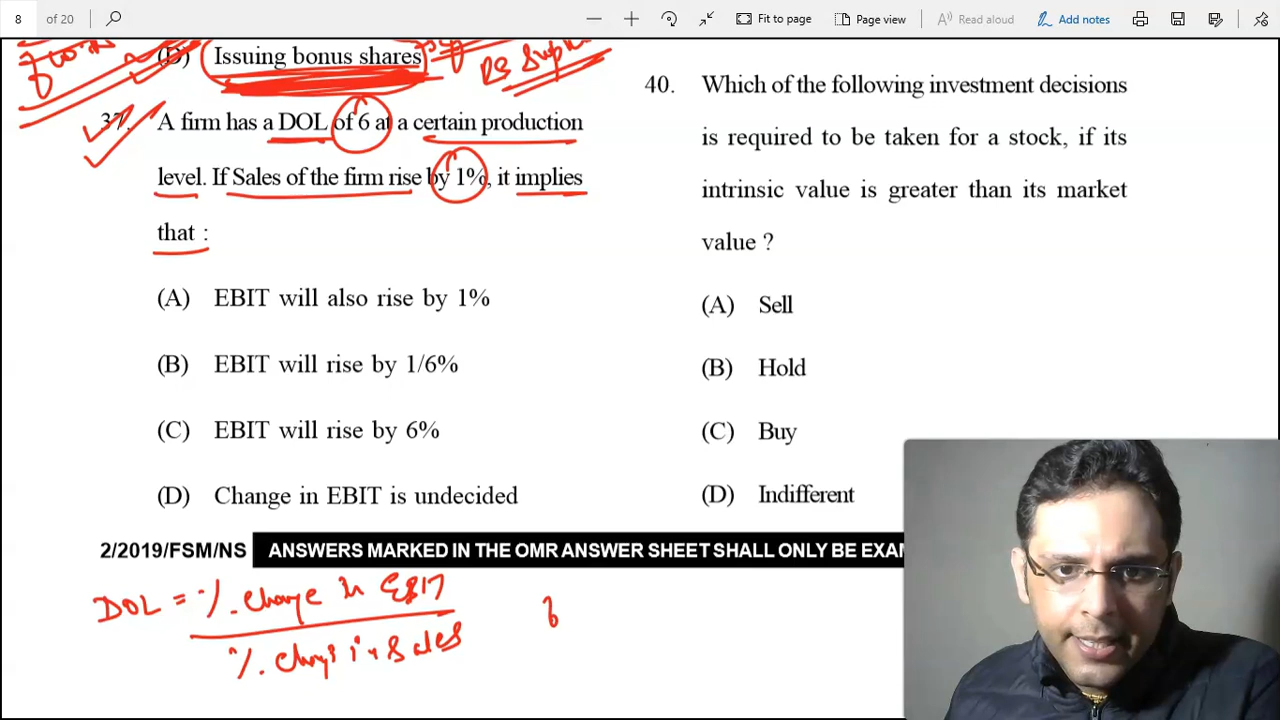 8 of 20
Fit to page
Page view
Read aloud
Add notes
(D) Issuing bonus shares
37. A firm has a DOL of 6 at a certain production
level. If Sales of the firm rise by 1%, it implies
that :
(A) EBIT will also rise by 1%
(B) EBIT will rise by 1/6%
(C) EBIT will rise by 6%
(D) Change in EBIT is undecided
40. Which of the following investment decisions
is required to be taken for a stock, if its
intrinsic value is greater than its market
value ?
(A) Sell
(B) Hold
(C) Buy
(D) Indifferent
2/2019/FSM/NS ANSWERS MARKED IN THE OMR ANSWER SHEET SHALL ONLY BE EXA
DOL = %. Change in EBIT
%. Change in Sales
6